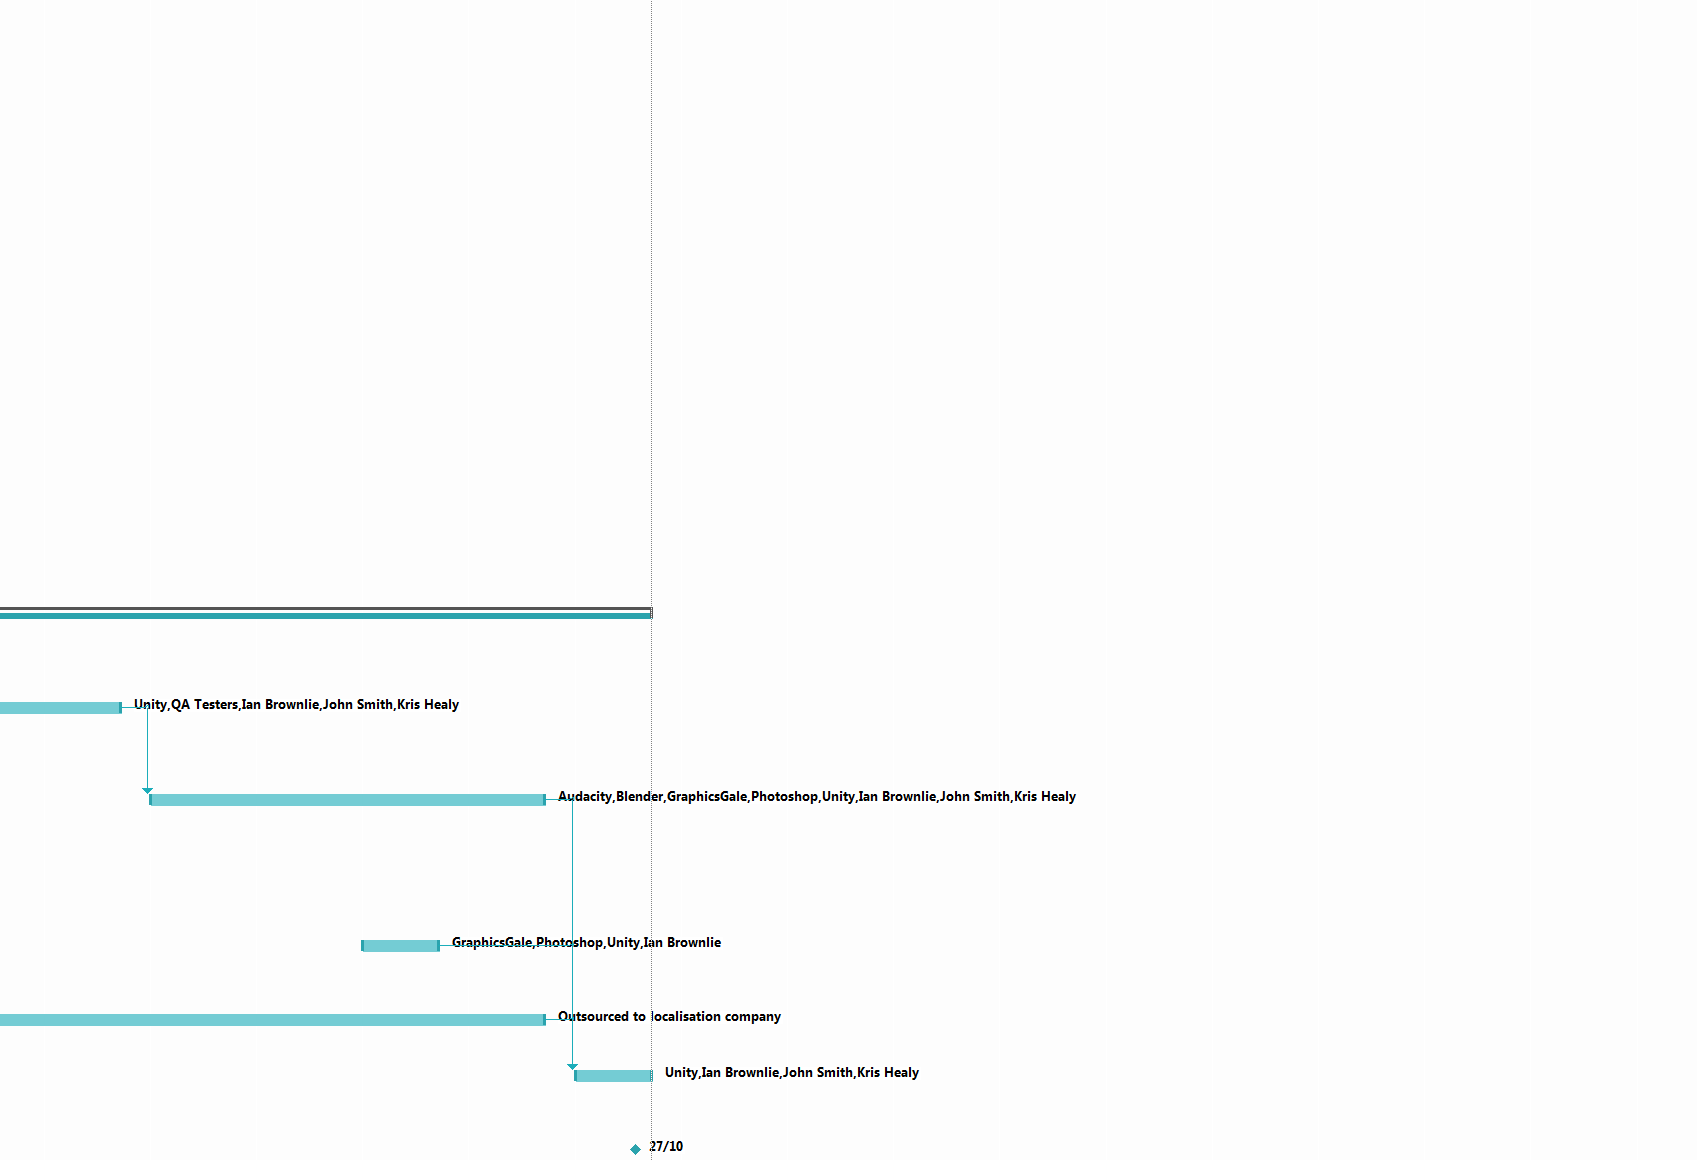 Unity,QA Testers,Ian Brownlie,John Smith,Kris Healy
Audacity,Blender,GraphicsGale,Photoshop,Unity,Ian Brownlie,John Smith,Kris Healy
GraphicsGale,Photoshop,Unity,Ian Brownlie
Outsourced to localisation company
Unity,Ian Brownlie,John Smith,Kris Healy
27/10